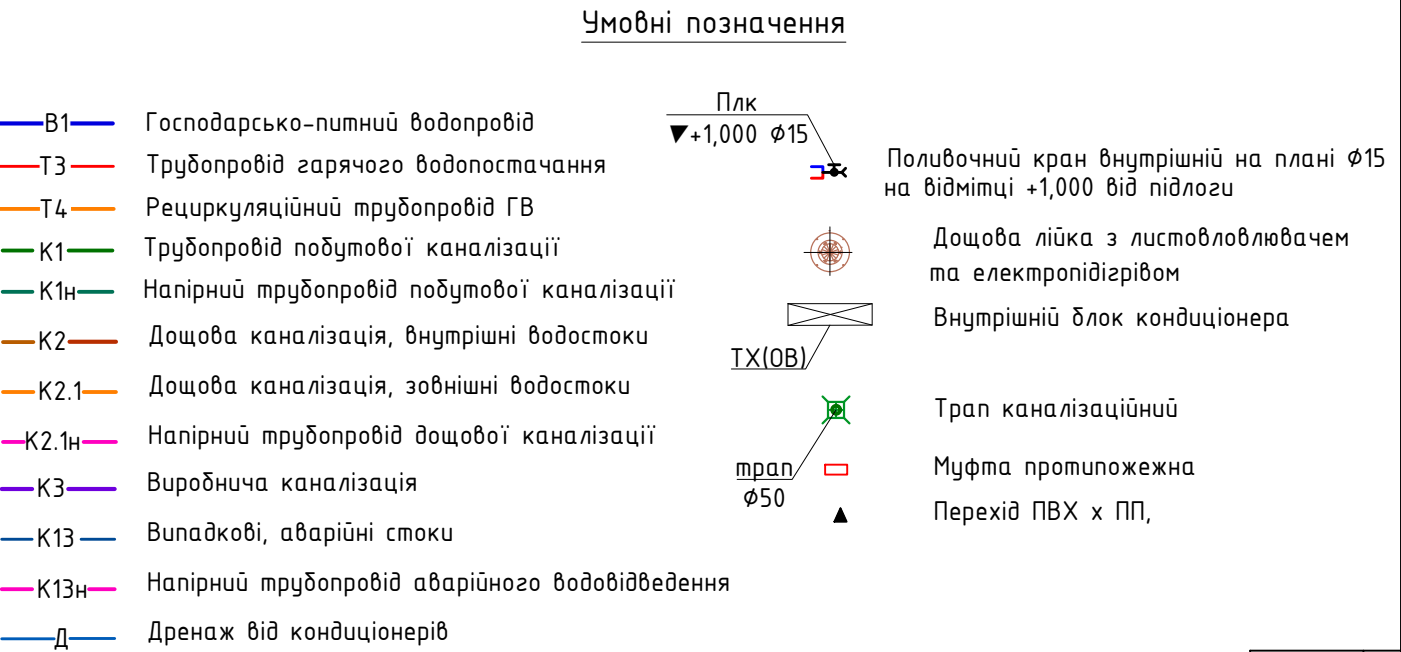 Умовні позначення
В1 Господарсько-питний водопровід
Т3 Трубопровід гарячого водопостачання
Т4 Рециркуляційний трубопровід ГВ
К1 Трубопровід побутової каналізації
К1н Напірний трубопровід побутової каналізації
К2 Дощова каналізація, внутрішні водостоки
К2.1 Дощова каналізація, зовнішні водостоки
К2.1н Напірний трубопровід дощової каналізації
К3 Виробнича каналізація
К13 Випадкові, аварійні стоки
К13н Напірний трубопровід аварійного водовідведення
Д Дренаж від кондиціонерів
Плк
▼+1,000 Ф15
Поливочний кран внутрішній на плані Ф15
на відмітці +1,000 від підлоги
Дощова лійка з листовловлювачем
та електропідігрівом
Внутрішній блок кондиціонера
ТХ(ОВ)
Трап каналізаційний
трап
Ф50
Муфта протипожежна
Перехід ПВХ х ПП,